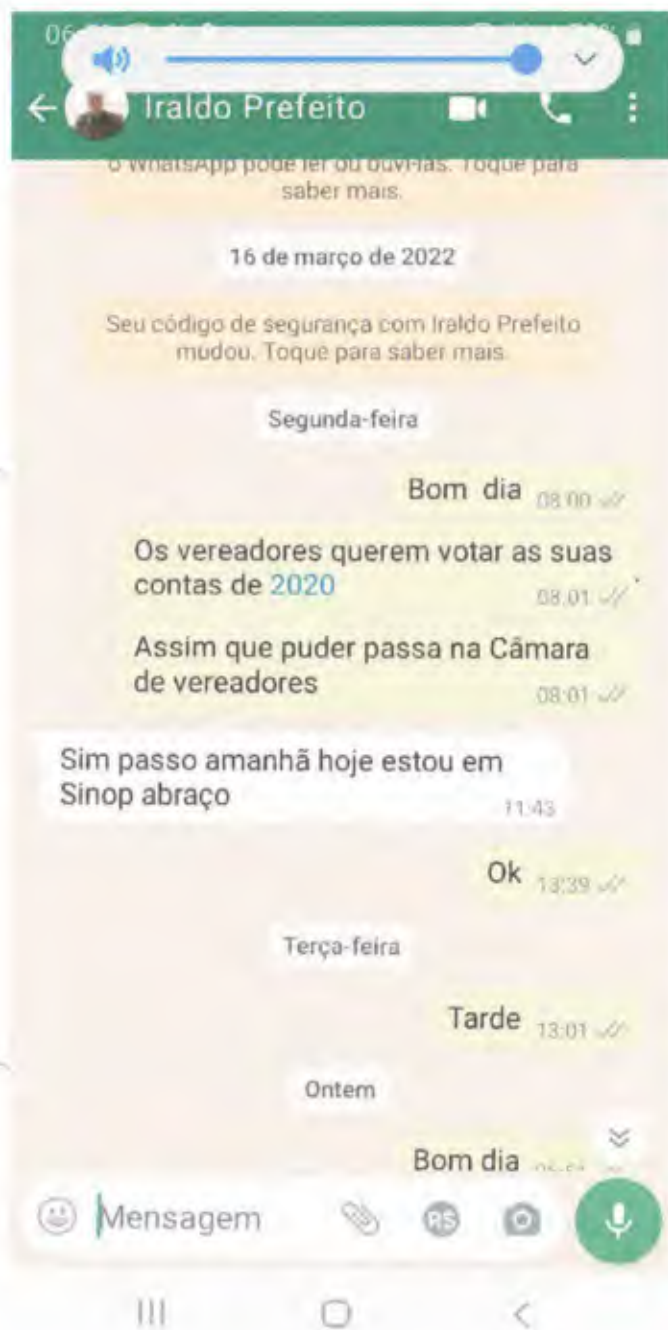 Iraldo Prefeito
o WhatsApp pode ler ou ouvi-las. Toque para
saber mais.
16 de março de 2022
Seu código de segurança com Iraldo Prefeito
mudou. Toque para saber mais.
Segunda-feira
Bom dia 08:00
Os vereadores querem votar as suas
contas de 2020 08:01
Assim que puder passa na Câmara
de vereadores 08:01
Sim passo amanhã hoje estou em
Sinop abraço 11:43
Ok 13:39
Terça-feira
Tarde 13:01
Ontem
Bom dia
Mensagem
RS